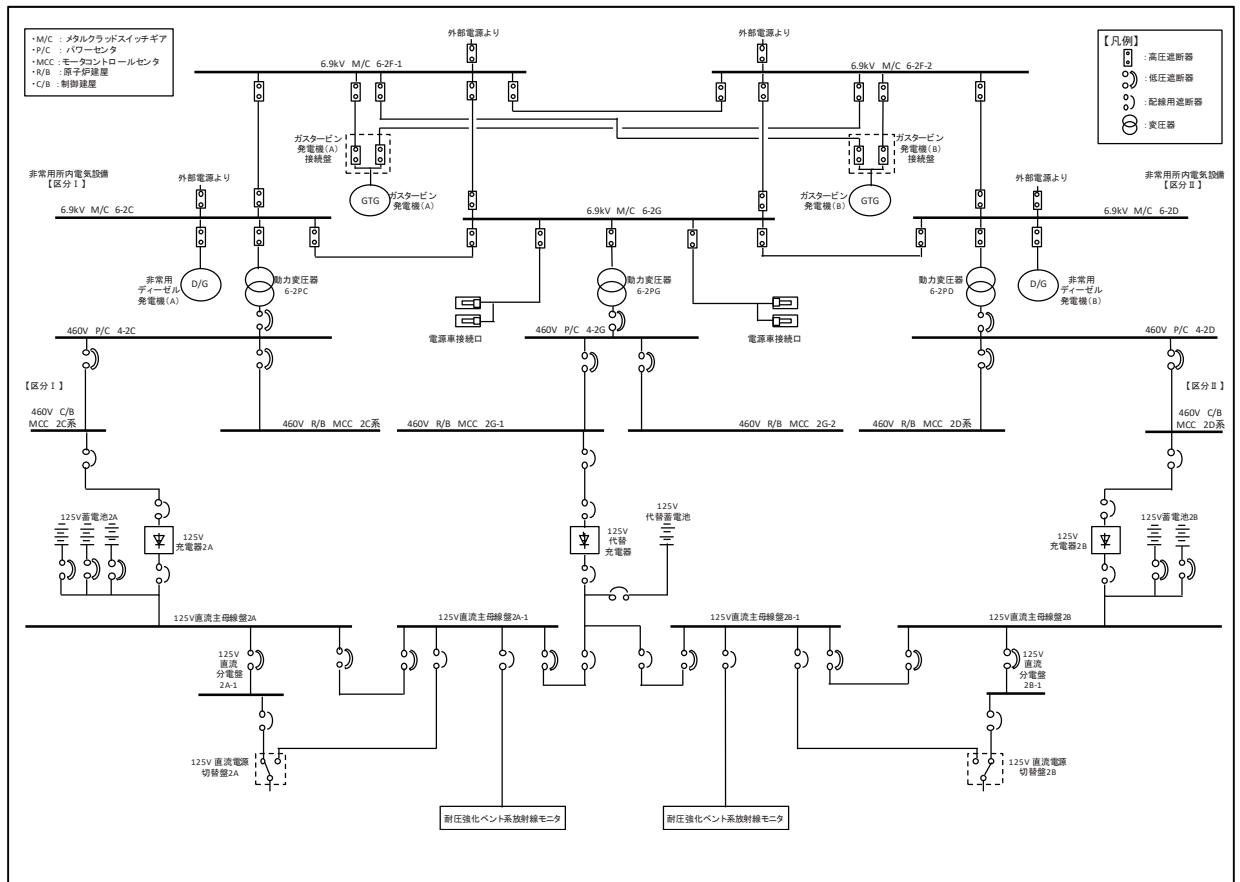 ・M/C ： メタルクラッドスイッチギア
・P/C ： パワーセンタ
・MCC ： モータコントロールセンタ
・R/B ： 原子炉建屋
・C/B ： 制御建屋
外部電源より
外部電源より
【凡例】
：高圧遮断器
：低圧遮断器
：配線用遮断器
：変圧器
6.9kV M/C 6-2F-1
6.9kV M/C 6-2F-2
ガスタービン
発電機(A)
接続盤
ガスタービン
発電機(B)
接続盤
非常用所内電気設備
【区分Ⅰ】
外部電源より
GTG
ガスタービン
発電機(A)
ガスタービン
発電機(B)
GTG
外部電源より
非常用所内電気設備
【区分Ⅱ】
6.9kV M/C 6-2C
6.9kV M/C 6-2G
6.9kV M/C 6-2D
非常用
ディーゼル
発電機(A)
D/G
動力変圧器
6-2PC
動力変圧器
6-2PG
動力変圧器
6-2PD
D/G
非常用
ディーゼル
発電機(B)
電源車接続口
電源車接続口
460V P/C 4-2C
460V P/C 4-2G
460V P/C 4-2D
【区分Ⅰ】
【区分Ⅱ】
460V C/B
MCC 2C系
460V R/B MCC 2C系
460V R/B MCC 2G-1
460V R/B MCC 2G-2
460V R/B MCC 2D系
460V C/B
MCC 2D系
125V蓄電池2A
125V
充電器2A
125V
代替
充電器
125V
代替蓄電池
125V
充電器2B
125V蓄電池2B
125V直流主母線盤2A
125V直流主母線盤2A-1
125V直流主母線盤2B-1
125V直流主母線盤2B
125V
直流
分電盤
2A-1
125V
直流
分電盤
2B-1
125V 直流電源
切替盤2A
125V 直流電源
切替盤2B
耐圧強化ベント系放射線モニタ
耐圧強化ベント系放射線モニタ